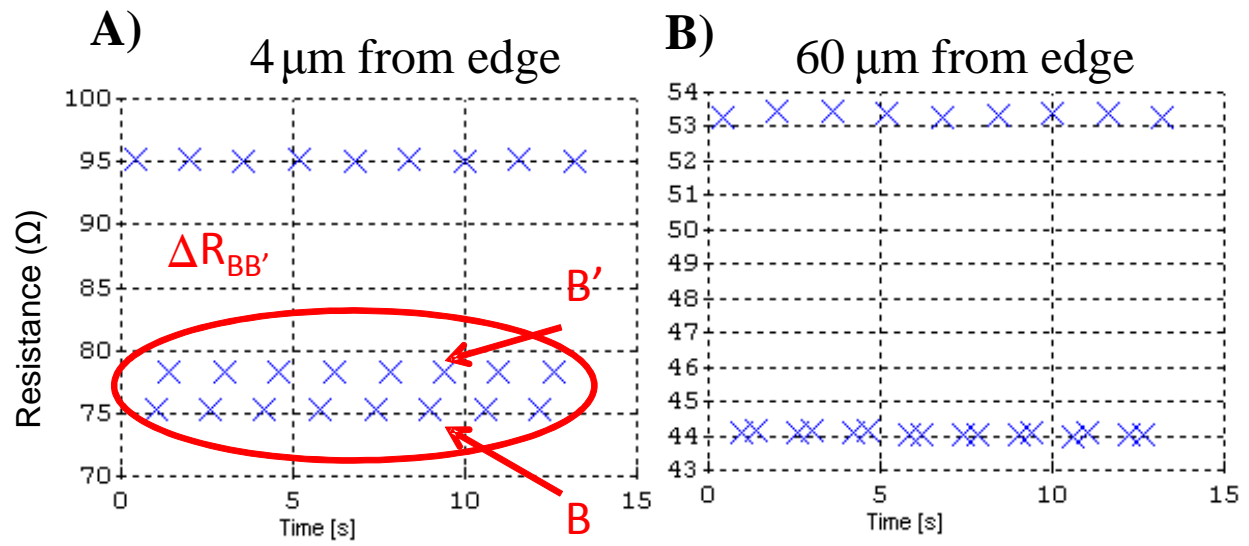 A)
4 μm from edge
Resistance (Ω)
100
95
90
85
80
75
70
ΔR_BB'
B'
B
0 5 10 15
Time [s]
B)
60 μm from edge
54
53
52
51
50
49
48
47
46
45
44
43
0 5 10 15
Time [s]